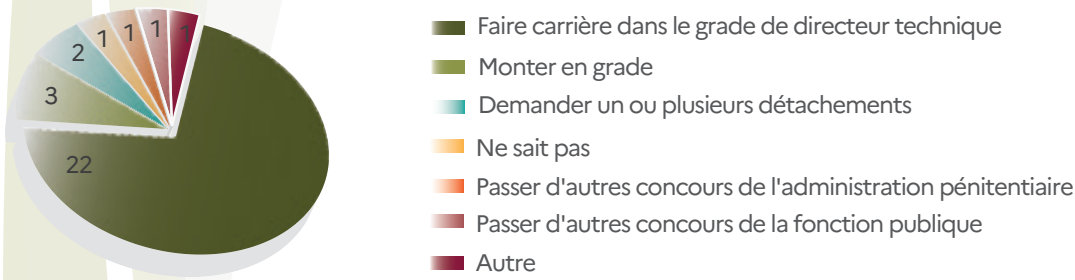 1 1 1 1
2
3
22
Faire carrière dans le grade de directeur technique
Monter en grade
Demander un ou plusieurs détachements
Ne sait pas
Passer d'autres concours de l'administration pénitentiaire
Passer d'autres concours de la fonction publique
Autre